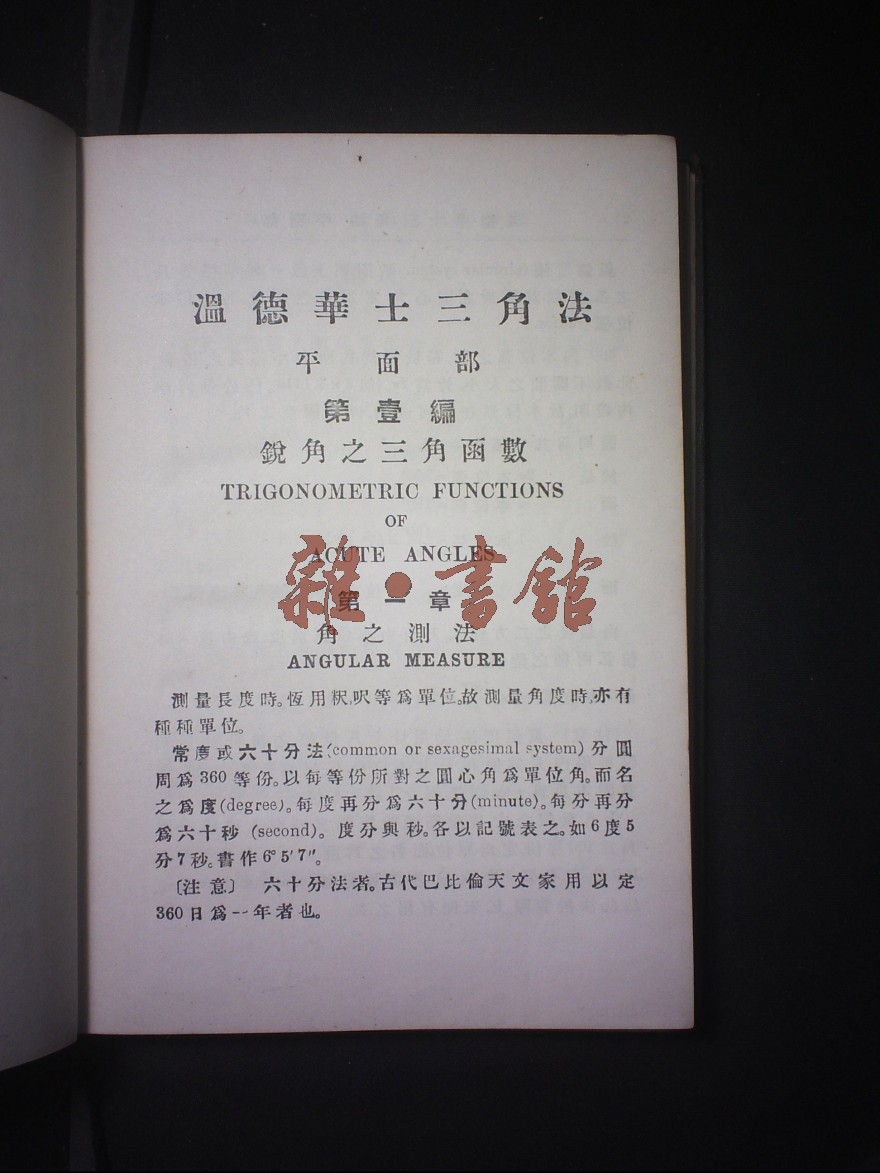 溫德華士三角法
平面部
第壹編
銳角之三角函數
TRIGONOMETRIC FUNCTIONS
OF
ACUTE ANGLES
雜·書館
第一章
角之測法
ANGULAR MEASURE
測量長度時。恆用𥾝,呎等爲單位。故測量角度時,亦有
種種單位。
常度或六十分法(common or sexagesimal system)分圓
周爲360等份。以每等份所對之圓心角爲單位角。而名
之爲度(degree)。每度再分爲六十分(minute)。每分再分
爲六十秒 (second)。度分與秒。各以記號表之。如6度5
分7秒。書作6° 5′ 7″。
〔注意〕 六十分法者。古代巴比倫天文家用以定
360日爲一年者也。